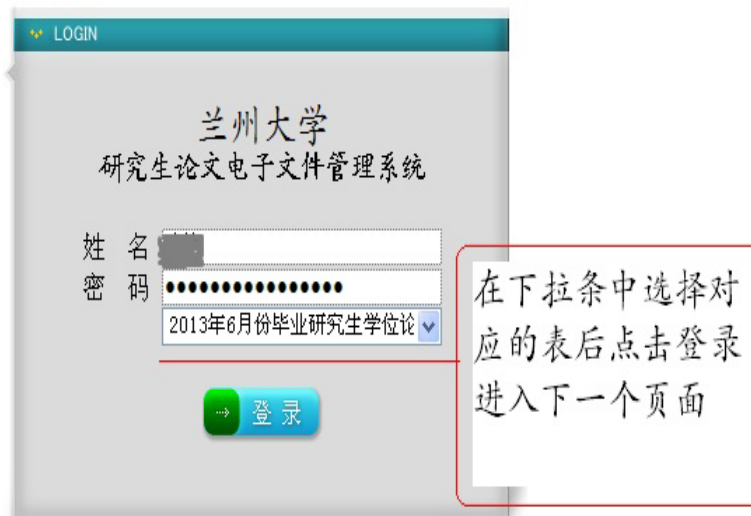 LOGIN
兰州大学
研究生论文电子文件管理系统
姓 名
密 码
2013年6月份毕业研究生学位论
登 录
在下拉条中选择对
应的表后点击登录
进入下一个页面